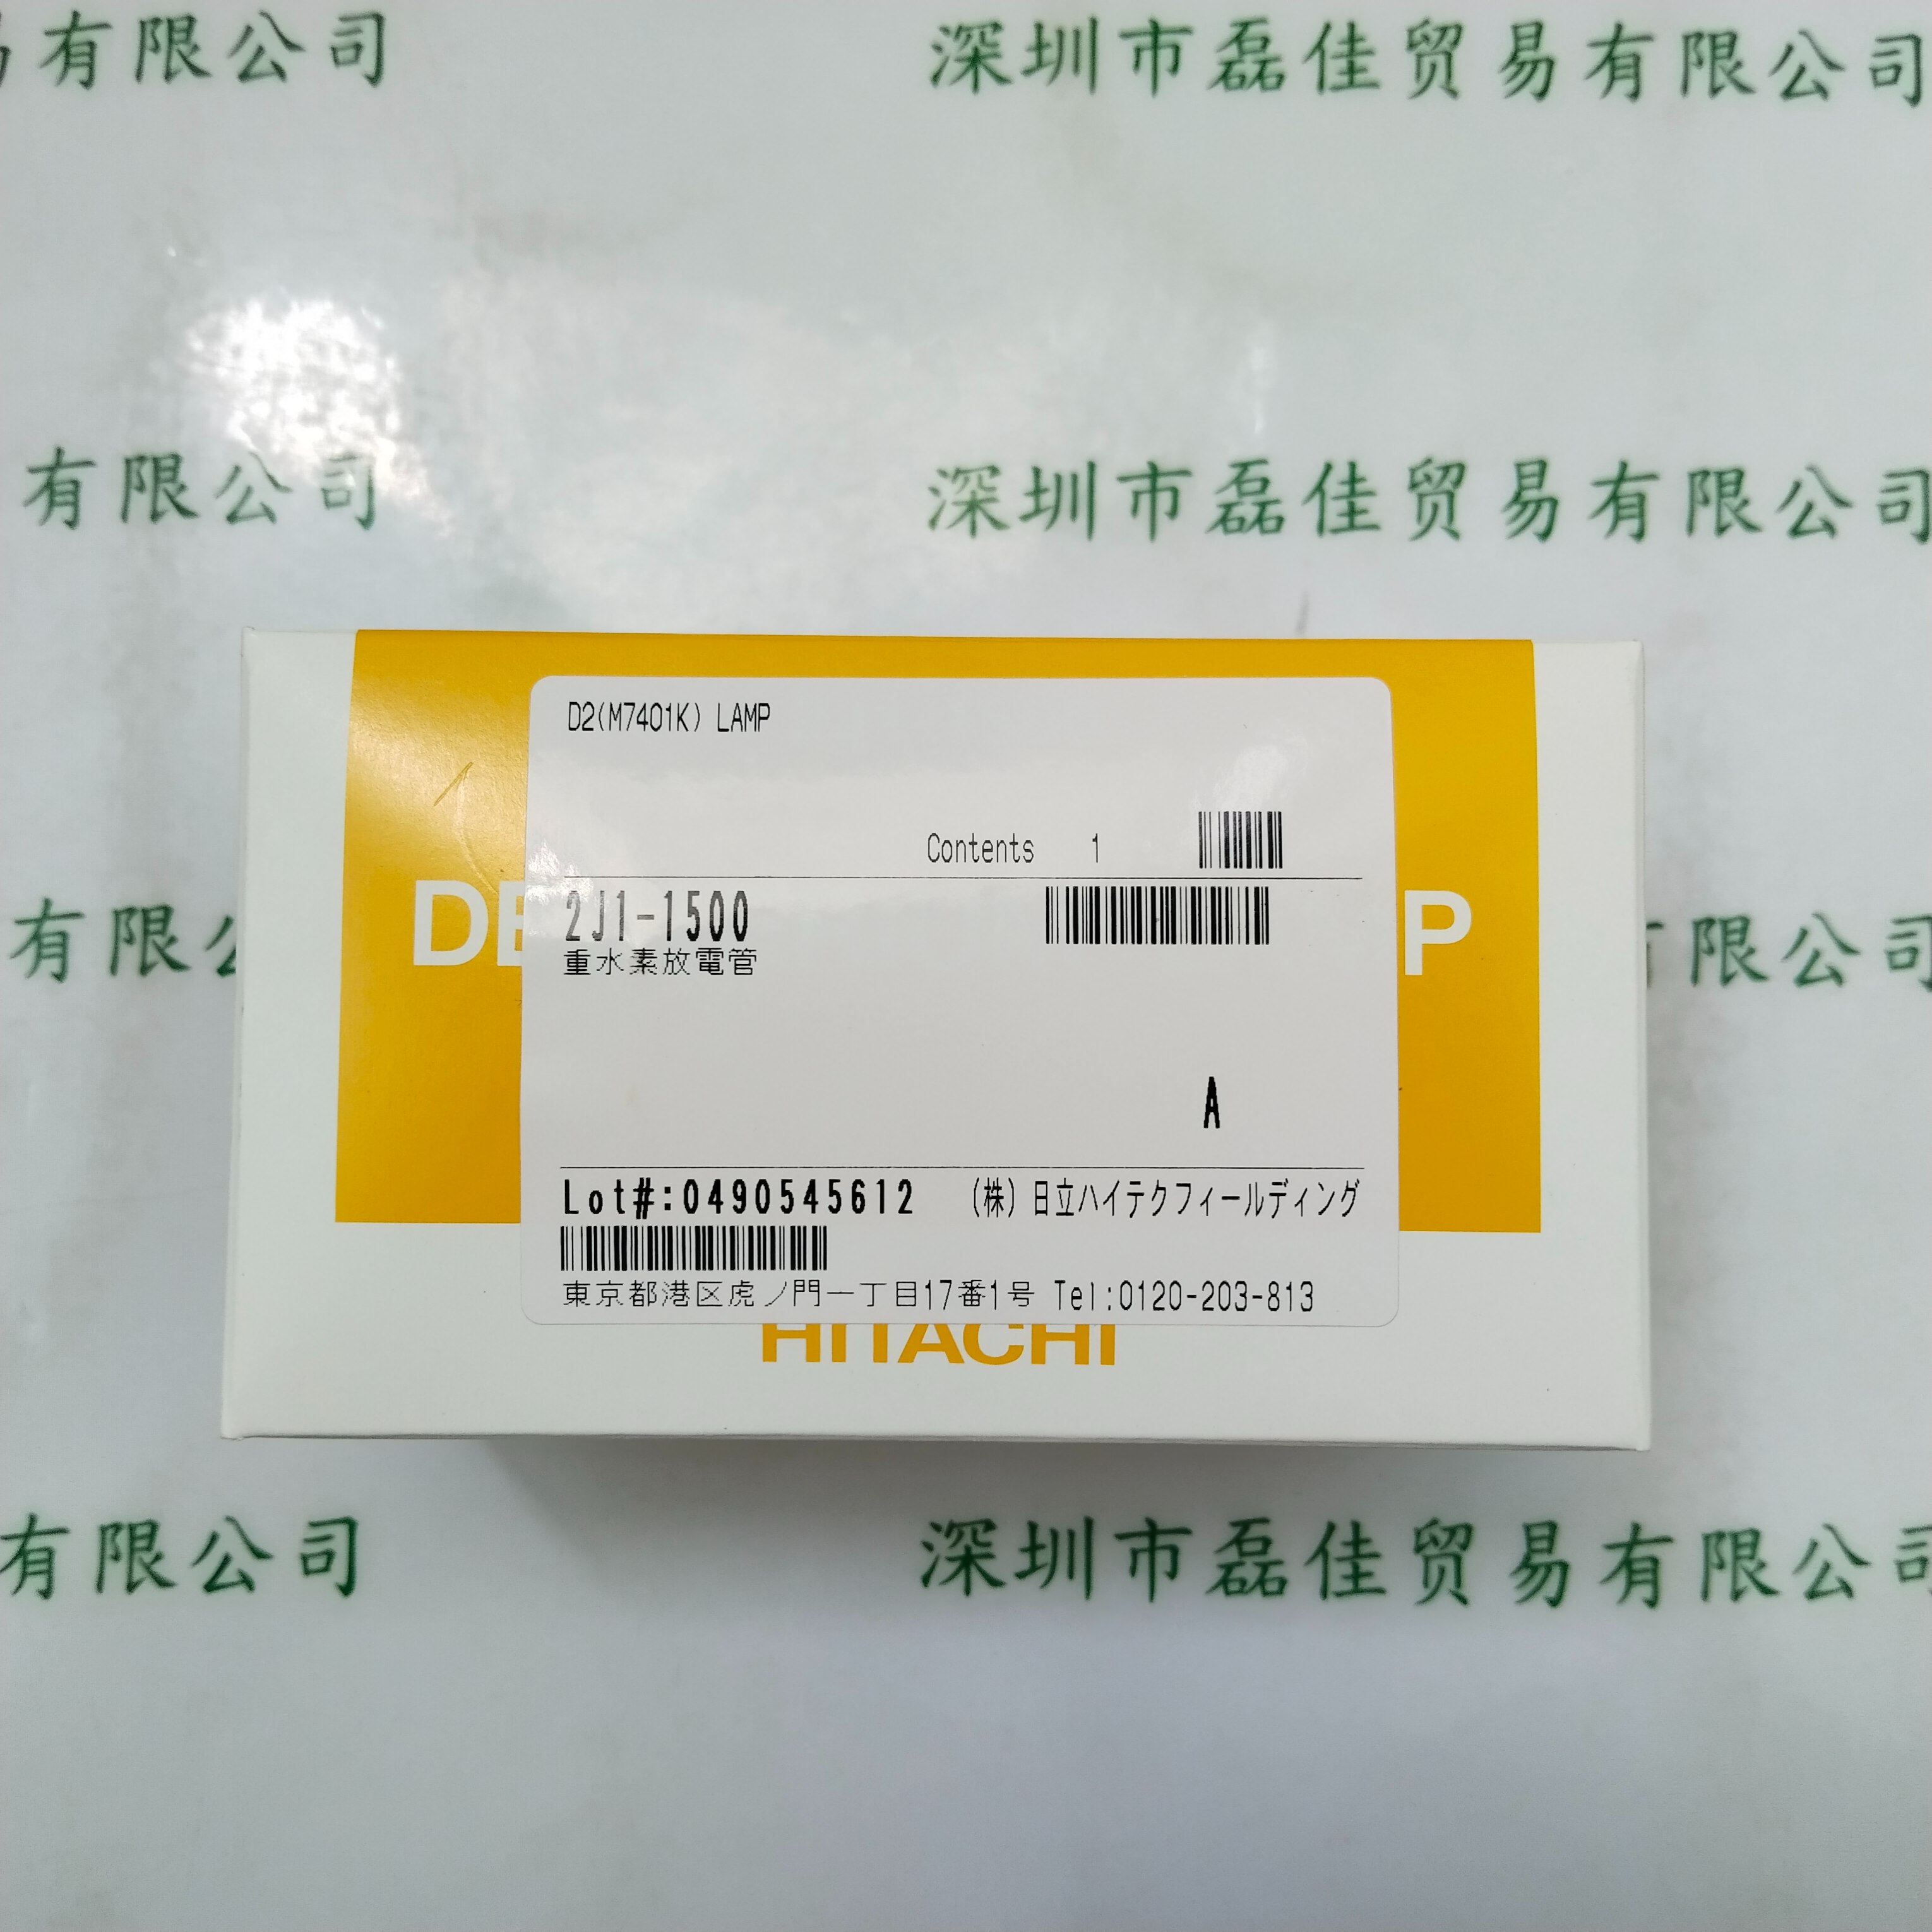 有限公司
深圳市磊佳贸易有限公司
有限公司
深圳市磊佳贸易有限公司
D2(M7401K) LAMP
Contents 1
2J1-1500
重水素放電管
A
Lot#:0490545612 (株)日立ハイテクフィールディング
東京都港区虎ノ門一丁目17番1号 Tel:0120-203-813
HITACHI
有限
限公司
有限公司
深圳市磊佳贸易有限公司